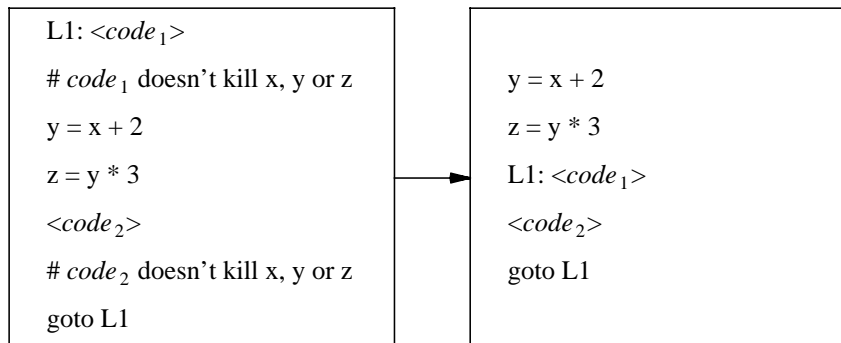 L1: <code₁>
# code₁ doesn't kill x, y or z
y = x + 2
z = y * 3
<code₂>
# code₂ doesn't kill x, y or z
goto L1
y = x + 2
z = y * 3
L1: <code₁>
<code₂>
goto L1